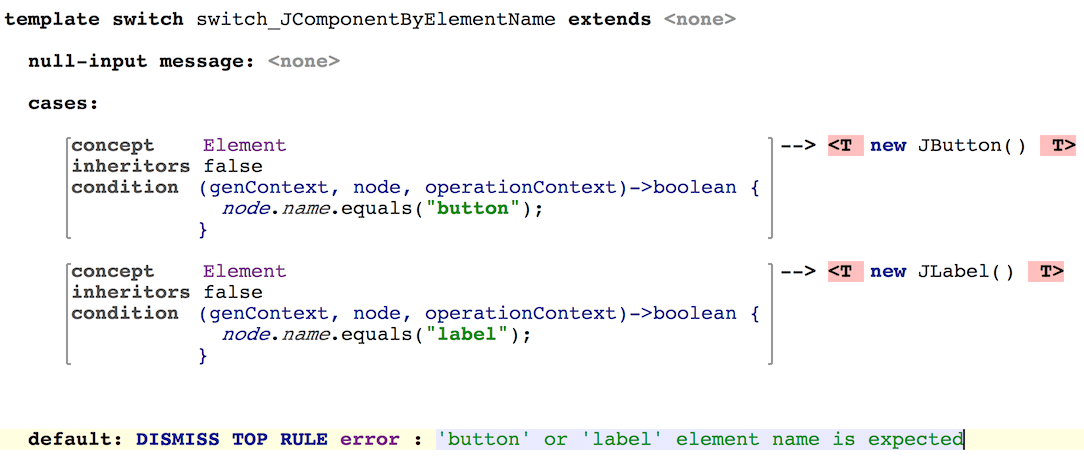 template switch switch_JComponentByElementName extends <none>
null-input message: <none>
cases:
concept Element --> <T new JButton() T>
inheritors false
condition (genContext, node, operationContext)->boolean {
node.name.equals("button");
}
concept Element --> <T new JLabel() T>
inheritors false
condition (genContext, node, operationContext)->boolean {
node.name.equals("label");
}
default: DISMISS TOP RULE error : 'button' or 'label' element name is expected